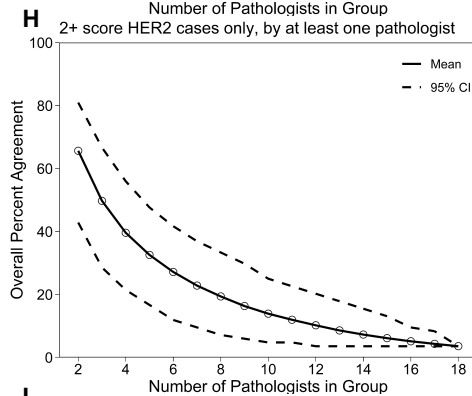 Number of Pathologists in Group
H
2+ score HER2 cases only, by at least one pathologist
100
80
60
40
20
0
Overall Percent Agreement
Mean
95% CI
2 4 6 8 10 12 14 16 18
Number of Pathologists in Group